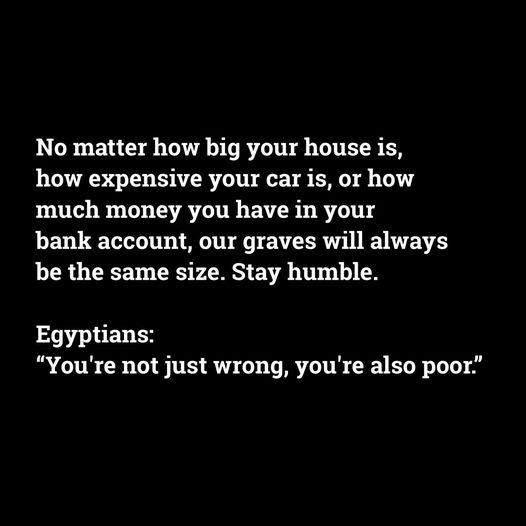 No matter how big your house is,
how expensive your car is, or how
much money you have in your
bank account, our graves will always
be the same size. Stay humble.
Egyptians:
“You're not just wrong, you're also poor.”